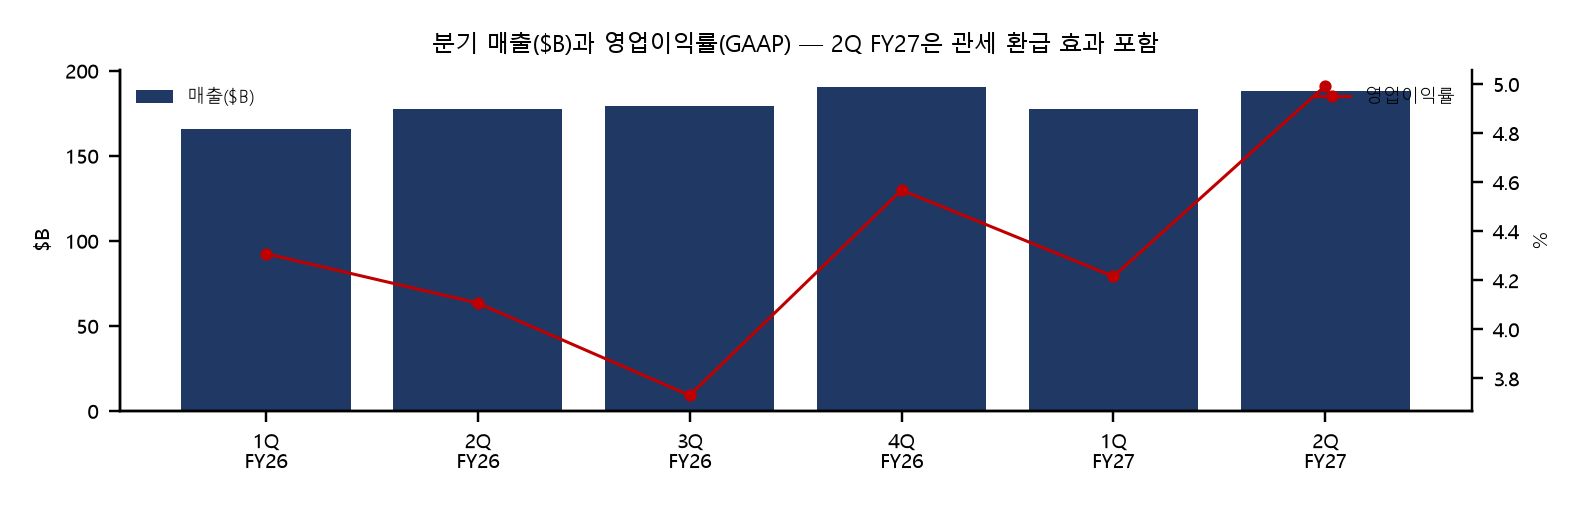 분기 매출($B)과 영업이익률(GAAP) — 2Q FY27은 관세 환급 효과 포함
매출($B)
영업이익률
$B
200
150
100
50
0
%
5.0
4.8
4.6
4.4
4.2
4.0
3.8
1Q
FY26
2Q
FY26
3Q
FY26
4Q
FY26
1Q
FY27
2Q
FY27